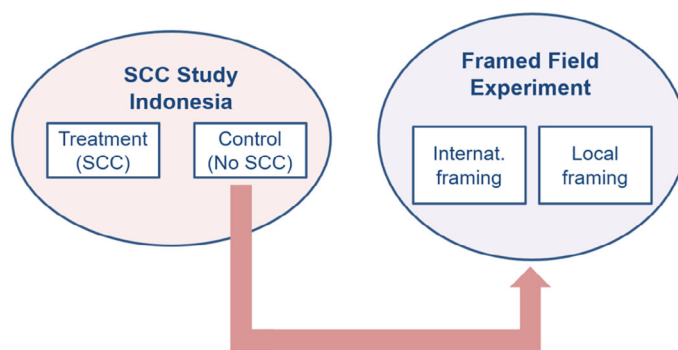 SCC Study
Indonesia
Treatment
(SCC)
Control
(No SCC)
Framed Field
Experiment
Internat.
framing
Local
framing